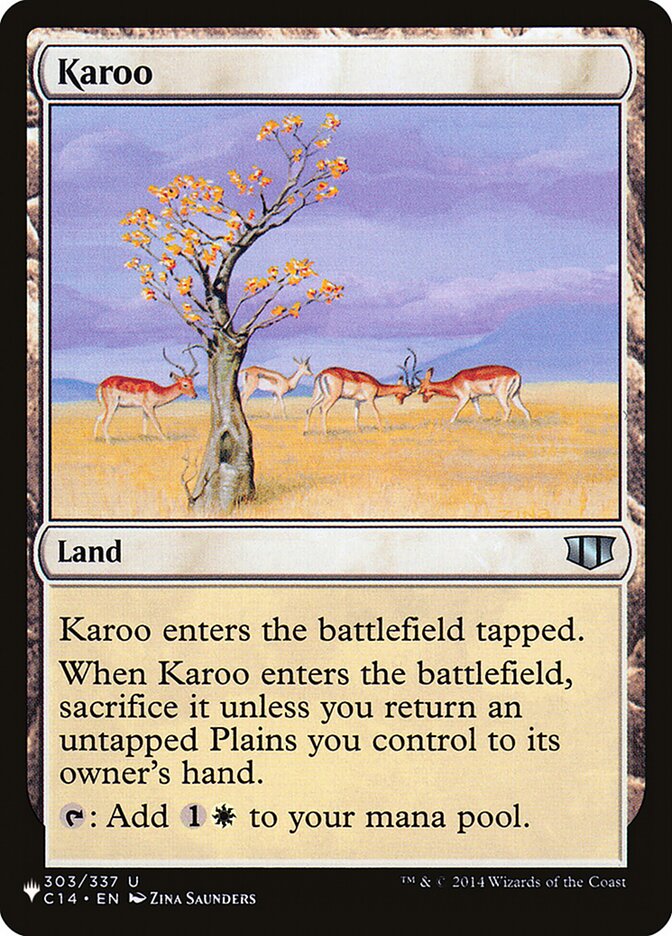 Karoo
ZINA
Land
Karoo enters the battlefield tapped.
When Karoo enters the battlefield,
sacrifice it unless you return an
untapped Plains you control to its
owner's hand.
: Add 1 to your mana pool.
303/337 U
C14 • EN Zina Saunders
™ & © 2014 Wizards of the Coast